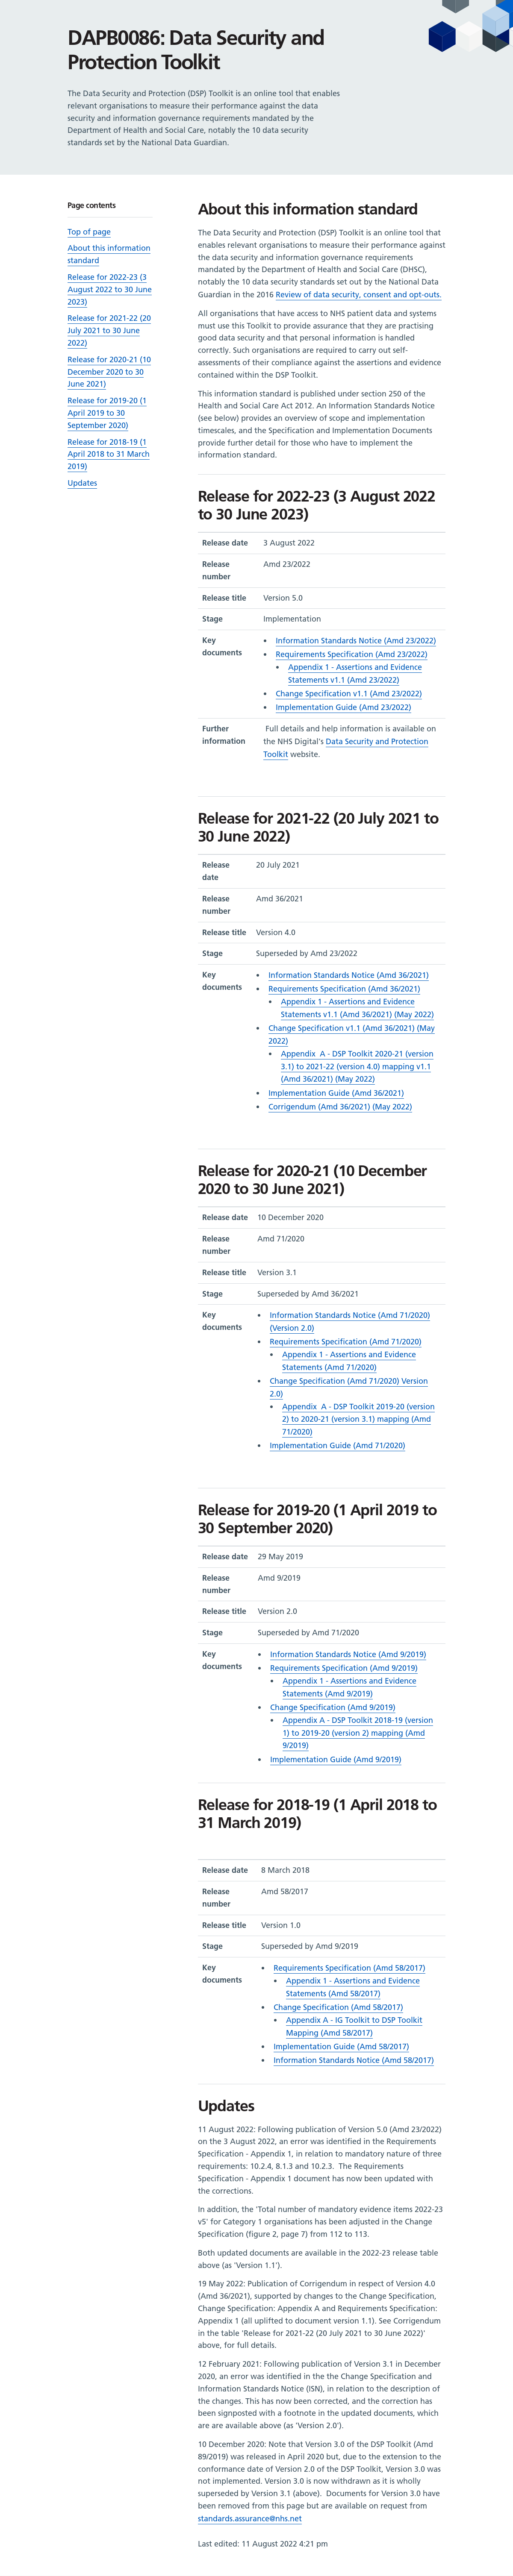 DAPB0086: Data Security and
Protection Toolkit
The Data Security and Protection (DSP) Toolkit is an online tool that enables
relevant organisations to measure their performance against the data
security and information governance requirements mandated by the
Department of Health and Social Care, notably the 10 data security
standards set by the National Data Guardian.
Page contents
Top of page
About this information
standard
Release for 2022-23 (3
August 2022 to 30 June
2023)
Release for 2021-22 (20
July 2021 to 30 June
2022)
Release for 2020-21 (10
December 2020 to 30
June 2021)
Release for 2019-20 (1
April 2019 to 30
September 2020)
Release for 2018-19 (1
April 2018 to 31 March
2019)
Updates
About this information standard
The Data Security and Protection (DSP) Toolkit is an online tool that
enables relevant organisations to measure their performance against
the data security and information governance requirements
mandated by the Department of Health and Social Care (DHSC),
notably the 10 data security standards set out by the National Data
Guardian in the 2016 Review of data security, consent and opt-outs.
All organisations that have access to NHS patient data and systems
must use this Toolkit to provide assurance that they are practising
good data security and that personal information is handled
correctly. Such organisations are required to carry out self-
assessments of their compliance against the assertions and evidence
contained within the DSP Toolkit.
This information standard is published under section 250 of the
Health and Social Care Act 2012. An Information Standards Notice
(see below) provides an overview of scope and implementation
timescales, and the Specification and Implementation Documents
provide further detail for those who have to implement the
information standard.
Release for 2022-23 (3 August 2022
to 30 June 2023)
Release date 3 August 2022
Release
number
Amd 23/2022
Release title Version 5.0
Stage Implementation
Key
documents
• Information Standards Notice (Amd 23/2022)
• Requirements Specification (Amd 23/2022)
• Appendix 1 - Assertions and Evidence
Statements v1.1 (Amd 23/2022)
• Change Specification v1.1 (Amd 23/2022)
• Implementation Guide (Amd 23/2022)
Further
information
Full details and help information is available on
the NHS Digital's Data Security and Protection
Toolkit website.
Release for 2021-22 (20 July 2021 to
30 June 2022)
Release
date
20 July 2021
Release
number
Amd 36/2021
Release title Version 4.0
Stage Superseded by Amd 23/2022
Key
documents
• Information Standards Notice (Amd 36/2021)
• Requirements Specification (Amd 36/2021)
• Appendix 1 - Assertions and Evidence
Statements v1.1 (Amd 36/2021) (May 2022)
• Change Specification v1.1 (Amd 36/2021) (May
2022)
• Appendix A - DSP Toolkit 2020-21 (version
3.1) to 2021-22 (version 4.0) mapping v1.1
(Amd 36/2021) (May 2022)
• Implementation Guide (Amd 36/2021)
• Corrigendum (Amd 36/2021) (May 2022)
Release for 2020-21 (10 December
2020 to 30 June 2021)
Release date 10 December 2020
Release
number
Amd 71/2020
Release title Version 3.1
Stage Superseded by Amd 36/2021
Key
documents
• Information Standards Notice (Amd 71/2020)
(Version 2.0)
• Requirements Specification (Amd 71/2020)
• Appendix 1 - Assertions and Evidence
Statements (Amd 71/2020)
• Change Specification (Amd 71/2020) Version
2.0)
• Appendix A - DSP Toolkit 2019-20 (version
2) to 2020-21 (version 3.1) mapping (Amd
71/2020)
• Implementation Guide (Amd 71/2020)
Release for 2019-20 (1 April 2019 to
30 September 2020)
Release date 29 May 2019
Release
number
Amd 9/2019
Release title Version 2.0
Stage Superseded by Amd 71/2020
Key
documents
• Information Standards Notice (Amd 9/2019)
• Requirements Specification (Amd 9/2019)
• Appendix 1 - Assertions and Evidence
Statements (Amd 9/2019)
• Change Specification (Amd 9/2019)
• Appendix A - DSP Toolkit 2018-19 (version
1) to 2019-20 (version 2) mapping (Amd
9/2019)
• Implementation Guide (Amd 9/2019)
Release for 2018-19 (1 April 2018 to
31 March 2019)
Release date 8 March 2018
Release
number
Amd 58/2017
Release title Version 1.0
Stage Superseded by Amd 9/2019
Key
documents
• Requirements Specification (Amd 58/2017)
• Appendix 1 - Assertions and Evidence
Statements (Amd 58/2017)
• Change Specification (Amd 58/2017)
• Appendix A - IG Toolkit to DSP Toolkit
Mapping (Amd 58/2017)
• Implementation Guide (Amd 58/2017)
• Information Standards Notice (Amd 58/2017)
Updates
11 August 2022: Following publication of Version 5.0 (Amd 23/2022)
on the 3 August 2022, an error was identified in the Requirements
Specification - Appendix 1, in relation to mandatory nature of three
requirements: 10.2.4, 8.1.3 and 10.2.3. The Requirements
Specification - Appendix 1 document has now been updated with
the corrections.
In addition, the 'Total number of mandatory evidence items 2022-23
v5' for Category 1 organisations has been adjusted in the Change
Specification (figure 2, page 7) from 112 to 113.
Both updated documents are available in the 2022-23 release table
above (as 'Version 1.1').
19 May 2022: Publication of Corrigendum in respect of Version 4.0
(Amd 36/2021), supported by changes to the Change Specification,
Change Specification: Appendix A and Requirements Specification:
Appendix 1 (all uplifted to document version 1.1). See Corrigendum
in the table 'Release for 2021-22 (20 July 2021 to 30 June 2022)'
above, for full details.
12 February 2021: Following publication of Version 3.1 in December
2020, an error was identified in the the Change Specification and
Information Standards Notice (ISN), in relation to the description of
the changes. This has now been corrected, and the correction has
been signposted with a footnote in the updated documents, which
are are available above (as 'Version 2.0').
10 December 2020: Note that Version 3.0 of the DSP Toolkit (Amd
89/2019) was released in April 2020 but, due to the extension to the
conformance date of Version 2.0 of the DSP Toolkit, Version 3.0 was
not implemented. Version 3.0 is now withdrawn as it is wholly
superseded by Version 3.1 (above). Documents for Version 3.0 have
been removed from this page but are available on request from
standards.assurance@nhs.net
Last edited: 11 August 2022 4:21 pm